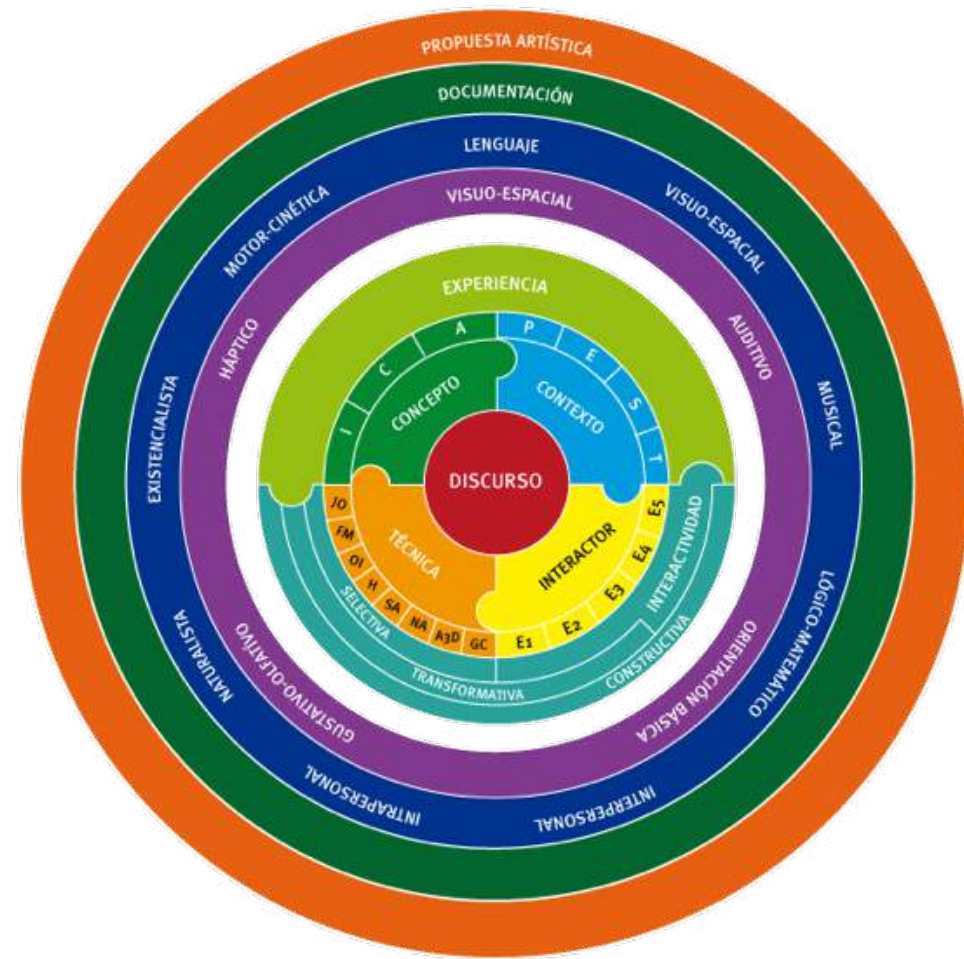 PROPUESTA ARTÍSTICA
DOCUMENTACIÓN
LENGUAJE
VISUO-ESPACIAL
MUSICAL
LÓGICO-MATEMÁTICO
INTERPERSONAL
INTRAPERSONAL
NATURALISTA
EXISTENCIALISTA
MOTOR-CINÉTICA
VISUO-ESPACIAL
AUDITIVO
ORIENTACIÓN BÁSICA
GUSTATIVO-OLFATIVO
HÁPTICO
EXPERIENCIA
INTERACTIVIDAD
SELECTIVA
TRANSFORMATIVA
CONSTRUCTIVA
I
C
A
P
E
S
T
CONCEPTO
CONTEXTO
DISCURSO
TÉCNICA
INTERACTOR
JO
FM
OI
H
SA
NA
A3D
GC
E1
E2
E3
E4
E5